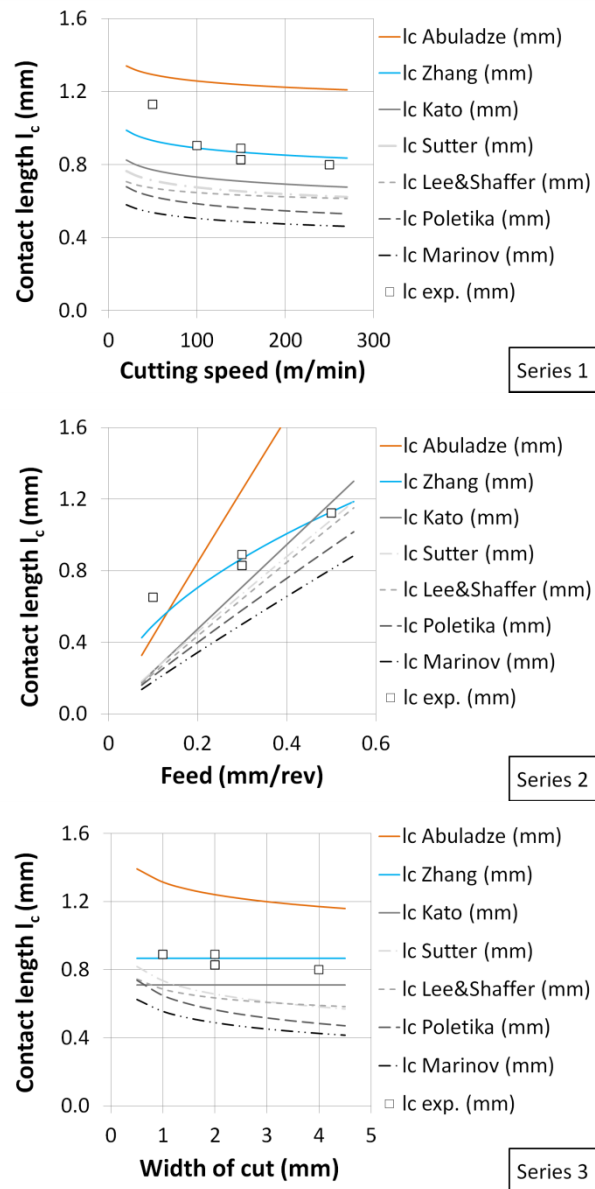 1.6
1.2
0.8
0.4
0.0
Contact length lc (mm)
0 100 200 300
Cutting speed (m/min)
lc Abuladze (mm)
lc Zhang (mm)
lc Kato (mm)
lc Sutter (mm)
lc Lee&Shaffer (mm)
lc Poletika (mm)
lc Marinov (mm)
lc exp. (mm)
Series 1
1.6
1.2
0.8
0.4
0.0
Contact length lc (mm)
0 0.2 0.4 0.6
Feed (mm/rev)
lc Abuladze (mm)
lc Zhang (mm)
lc Kato (mm)
lc Sutter (mm)
lc Lee&Shaffer (mm)
lc Poletika (mm)
lc Marinov (mm)
lc exp. (mm)
Series 2
1.6
1.2
0.8
0.4
0.0
Contact length lc (mm)
0 1 2 3 4 5
Width of cut (mm)
lc Abuladze (mm)
lc Zhang (mm)
lc Kato (mm)
lc Sutter (mm)
lc Lee&Shaffer (mm)
lc Poletika (mm)
lc Marinov (mm)
lc exp. (mm)
Series 3